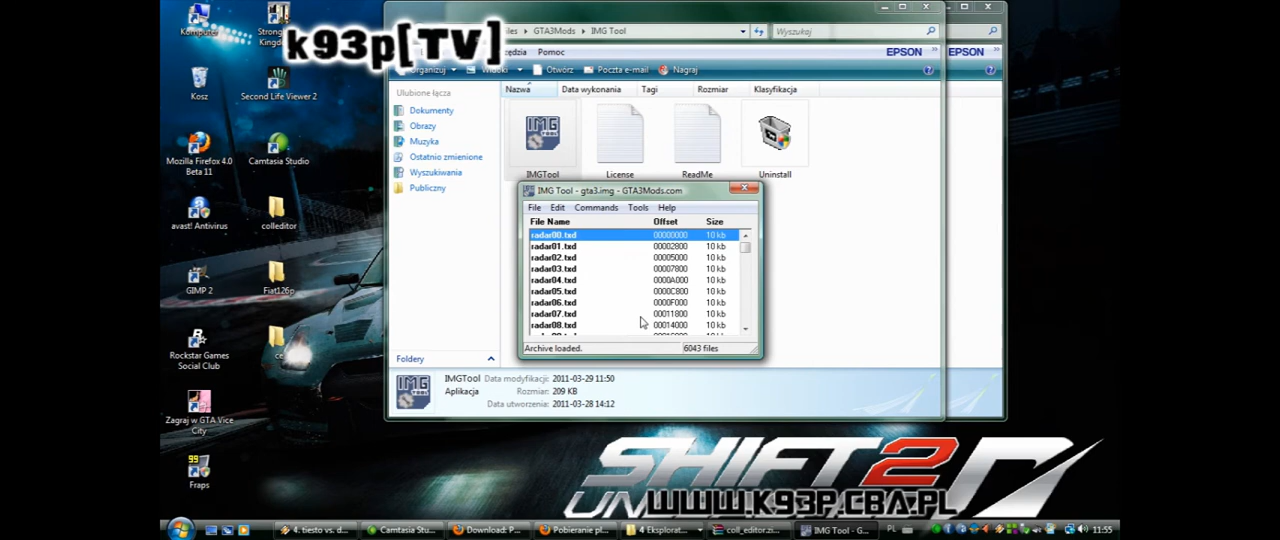 k93p[TV]
Komputer
Kosz
Mozilla Firefox 4.0 Beta 11
avast! Antivirus
GIMP 2
Rockstar Games Social Club
Zagraj w GTA Vice City
Fraps
Second Life Viewer 2
Camtasia Studio
colleditor
Fiat126p
GTA3Mods
IMG Tool
Szukaj
Pomoc
EPSON
EPSON
Otwórz
Poczta e-mail
Nagraj
Ulubione łącza
Dokumenty
Obrazy
Muzyka
Ostatnio zmienione
Wyszukiwania
Publiczny
Foldery
Nazwa Data wykonania Tagi Rozmiar Klasyfikacja
IMGTool License ReadMe Uninstall
IMG Tool - gta3.img - GTA3Mods.com
File Edit Commands Tools Help
File Name Offset Size
radar00.txd 00000000 10 kb
radar01.txd 00002800 10 kb
radar02.txd 00005000 10 kb
radar03.txd 00007800 10 kb
radar04.txd 0000A000 10 kb
radar05.txd 0000C800 10 kb
radar06.txd 0000F000 10 kb
radar07.txd 00011800 10 kb
radar08.txd 00014000 10 kb
Archive loaded. 6043 files
IMGTool Data modyfikacji: 2011-03-29 11:50
Aplikacja Rozmiar: 209 KB
Data utworzenia: 2011-03-28 14:12
SHIFT 2
WWW.K93P.CBA.PL
4. tiesto vs. d... Camtasia Stu... Download: P... Pobieranie pl... 4 Eksplorat... coll_editor.zi... IMG Tool - G... PL 11:55